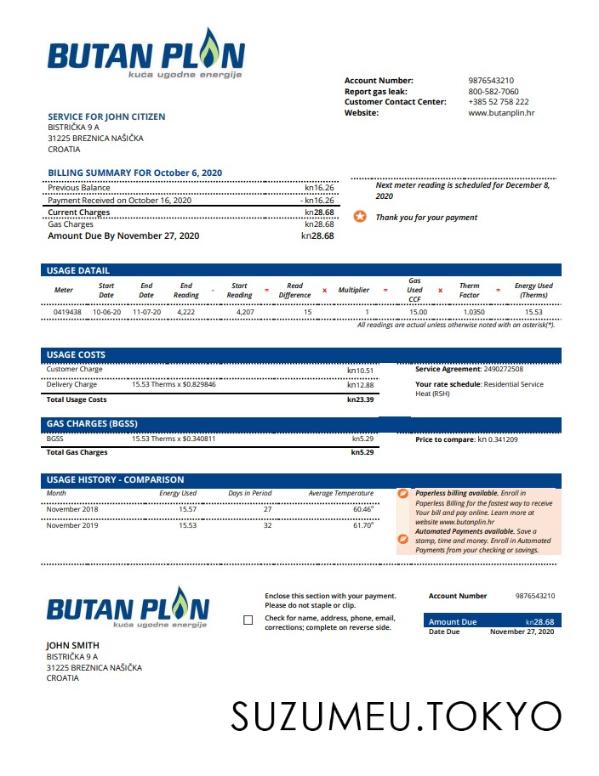 BUTAN PLIN
kuća ugodne energije
Account Number: 9876543210
Report gas leak: 800-582-7060
Customer Contact Center: +385 52 758 222
Website: www.butanplin.hr
SERVICE FOR JOHN CITIZEN
BISTRIČKA 9 A
31225 BREZNICA NAŠIČKA
CROATIA
BILLING SUMMARY FOR October 6, 2020
Previous Balance kn16.26
Payment Received on October 16, 2020 - kn16.26
Current Charges kn28.68
Gas Charges kn28.68
Amount Due By November 27, 2020 kn28.68
Next meter reading is scheduled for December 8,
2020
Thank you for your payment
USAGE DATAIL
Meter Start Date End Date End Reading - Start Reading = Read Difference x Multiplier = Gas Used CCF x Therm Factor = Energy Used (Therms)
0419438 10-06-20 11-07-20 4,222 4,207 15 1 15.00 1.0350 15.53
All readings are actual unless otherwise noted with on asterisk(*).
USAGE COSTS
Customer Charge kn10.51
Delivery Charge 15.53 Therms x $0.829846 kn12.88
Total Usage Costs kn23.39
Service Agreement: 2490272508
Your rate schedule: Residential Service
Heat (RSH)
GAS CHARGES (BGSS)
BGSS 15.53 Therms x $0.340811 kn5.29
Total Gas Charges kn5.29
Price to compare: kn 0.341209
USAGE HISTORY - COMPARISON
Month Energy Used Days in Period Average Temperature
November 2018 15.57 27 60.46°
November 2019 15.53 32 61.70°
Paperless billing available. Enroll in
Paperless Billing for the fastest way to receive
Your bill and pay online. Learn more at
website www.butanplin.hr
Automated Payments available. Save a
stamp, time and money. Enroll in Automated
Payments from your checking or savings.
BUTAN PLIN
kuća ugodne energije
Enclose this section with your payment.
Please do not staple or clip.
Check for name, address, phone, email,
corrections; complete on reverse side.
Account Number 9876543210
Amount Due kn28.68
Date Due November 27, 2020
JOHN SMITH
BISTRIČKA 9 A
31225 BREZNICA NAŠIČKA
CROATIA
SUZUMEU.TOKYO